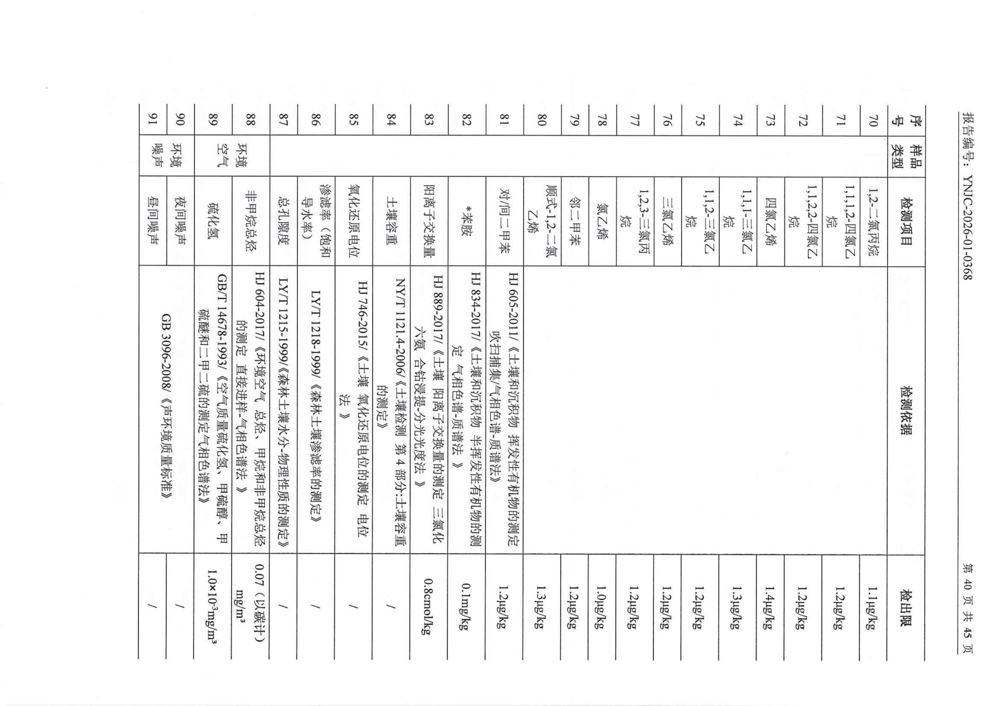 报告编号：YNJC-2026-01-0368 第 40 页 共 45 页
序号 样品类型 检测项目 检测依据 检出限
70 1,2-二氯丙烷 1.1μg/kg
71 1,1,1,2-四氯乙烷 1.2μg/kg
72 1,1,2,2-四氯乙烷 1.2μg/kg
73 四氯乙烯 1.4μg/kg
74 1,1,1-三氯乙烷 1.3μg/kg
75 1,1,2-三氯乙烷 1.2μg/kg
76 三氯乙烯 1.2μg/kg
77 1,2,3-三氯丙烷 1.2μg/kg
78 氯乙烯 1.0μg/kg
79 邻二甲苯 1.2μg/kg
80 顺式-1,2-二氯乙烯 1.3μg/kg
81 对/间二甲苯 HJ 605-2011/《土壤和沉积物 挥发性有机物的测定 吹扫捕集/气相色谱-质谱法》 1.2μg/kg
82 *苯胺 HJ 834-2017/《土壤和沉积物 半挥发性有机物的测定 气相色谱-质谱法 》 0.1mg/kg
83 阳离子交换量 HJ 889-2017/《土壤 阳离子交换量的测定 三氯化六氨 合钴浸提-分光光度法 》 0.8cmol/kg
84 土壤容重 NY/T 1121.4-2006/《土壤检测 第 4 部分:土壤容重的测定》 /
85 氧化还原电位 HJ 746-2015/《土壤 氧化还原电位的测定 电位法 》 /
86 渗滤率（饱和导水率） LY/T 1218-1999/《森林土壤渗滤率的测定》 /
87 总孔隙度 LY/T 1215-1999/《森林土壤水分-物理性质的测定》 /
88 环境空气 非甲烷总烃 HJ 604-2017/《环境空气 总烃、甲烷和非甲烷总烃的测定 直接进样-气相色谱法 》 0.07（以碳计）mg/m³
89 硫化氢 GB/T 14678-1993/《空气质量硫化氢、甲硫醇、甲硫醚和二甲二硫的测定气相色谱法》 1.0×10⁻³mg/m³
90 环境噪声 夜间噪声 GB 3096-2008/《声环境质量标准》 /
91 昼间噪声 /